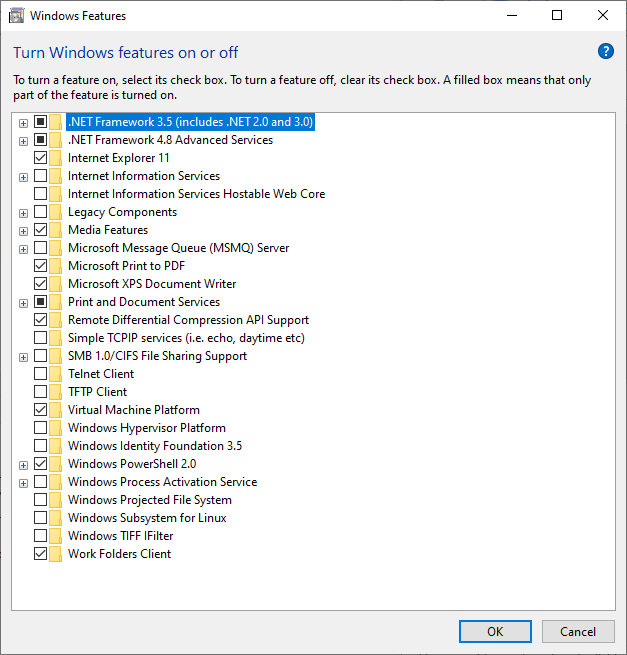 Windows Features
Turn Windows features on or off
?
To turn a feature on, select its check box. To turn a feature off, clear its check box. A filled box means that only
part of the feature is turned on.
.NET Framework 3.5 (includes .NET 2.0 and 3.0)
.NET Framework 4.8 Advanced Services
Internet Explorer 11
Internet Information Services
Internet Information Services Hostable Web Core
Legacy Components
Media Features
Microsoft Message Queue (MSMQ) Server
Microsoft Print to PDF
Microsoft XPS Document Writer
Print and Document Services
Remote Differential Compression API Support
Simple TCPIP services (i.e. echo, daytime etc)
SMB 1.0/CIFS File Sharing Support
Telnet Client
TFTP Client
Virtual Machine Platform
Windows Hypervisor Platform
Windows Identity Foundation 3.5
Windows PowerShell 2.0
Windows Process Activation Service
Windows Projected File System
Windows Subsystem for Linux
Windows TIFF IFilter
Work Folders Client
OK
Cancel